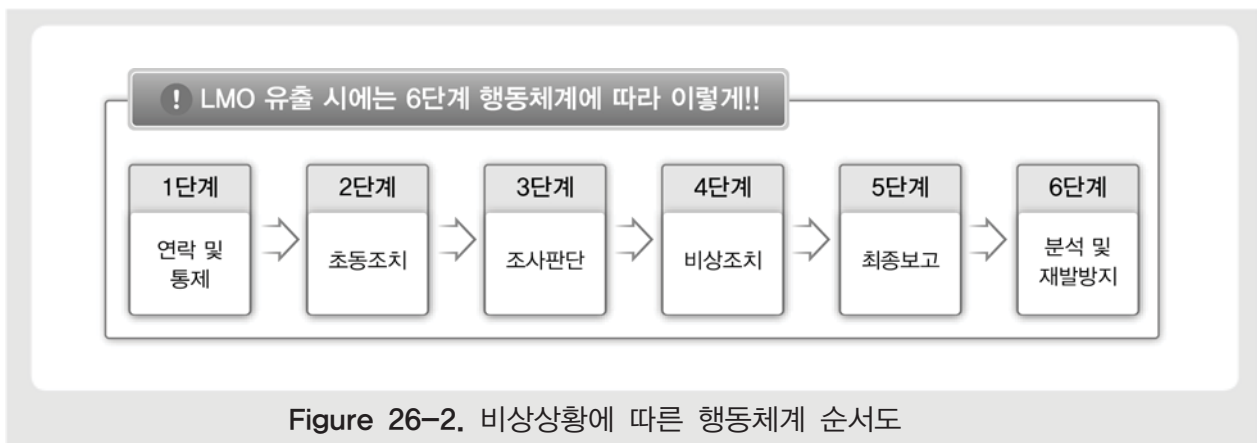 ! LMO 유출 시에는 6단계 행동체계에 따라 이렇게!!
1단계
연락 및
통제
2단계
초동조치
3단계
조사판단
4단계
비상조치
5단계
최종보고
6단계
분석 및
재발방지
Figure 26-2. 비상상황에 따른 행동체계 순서도